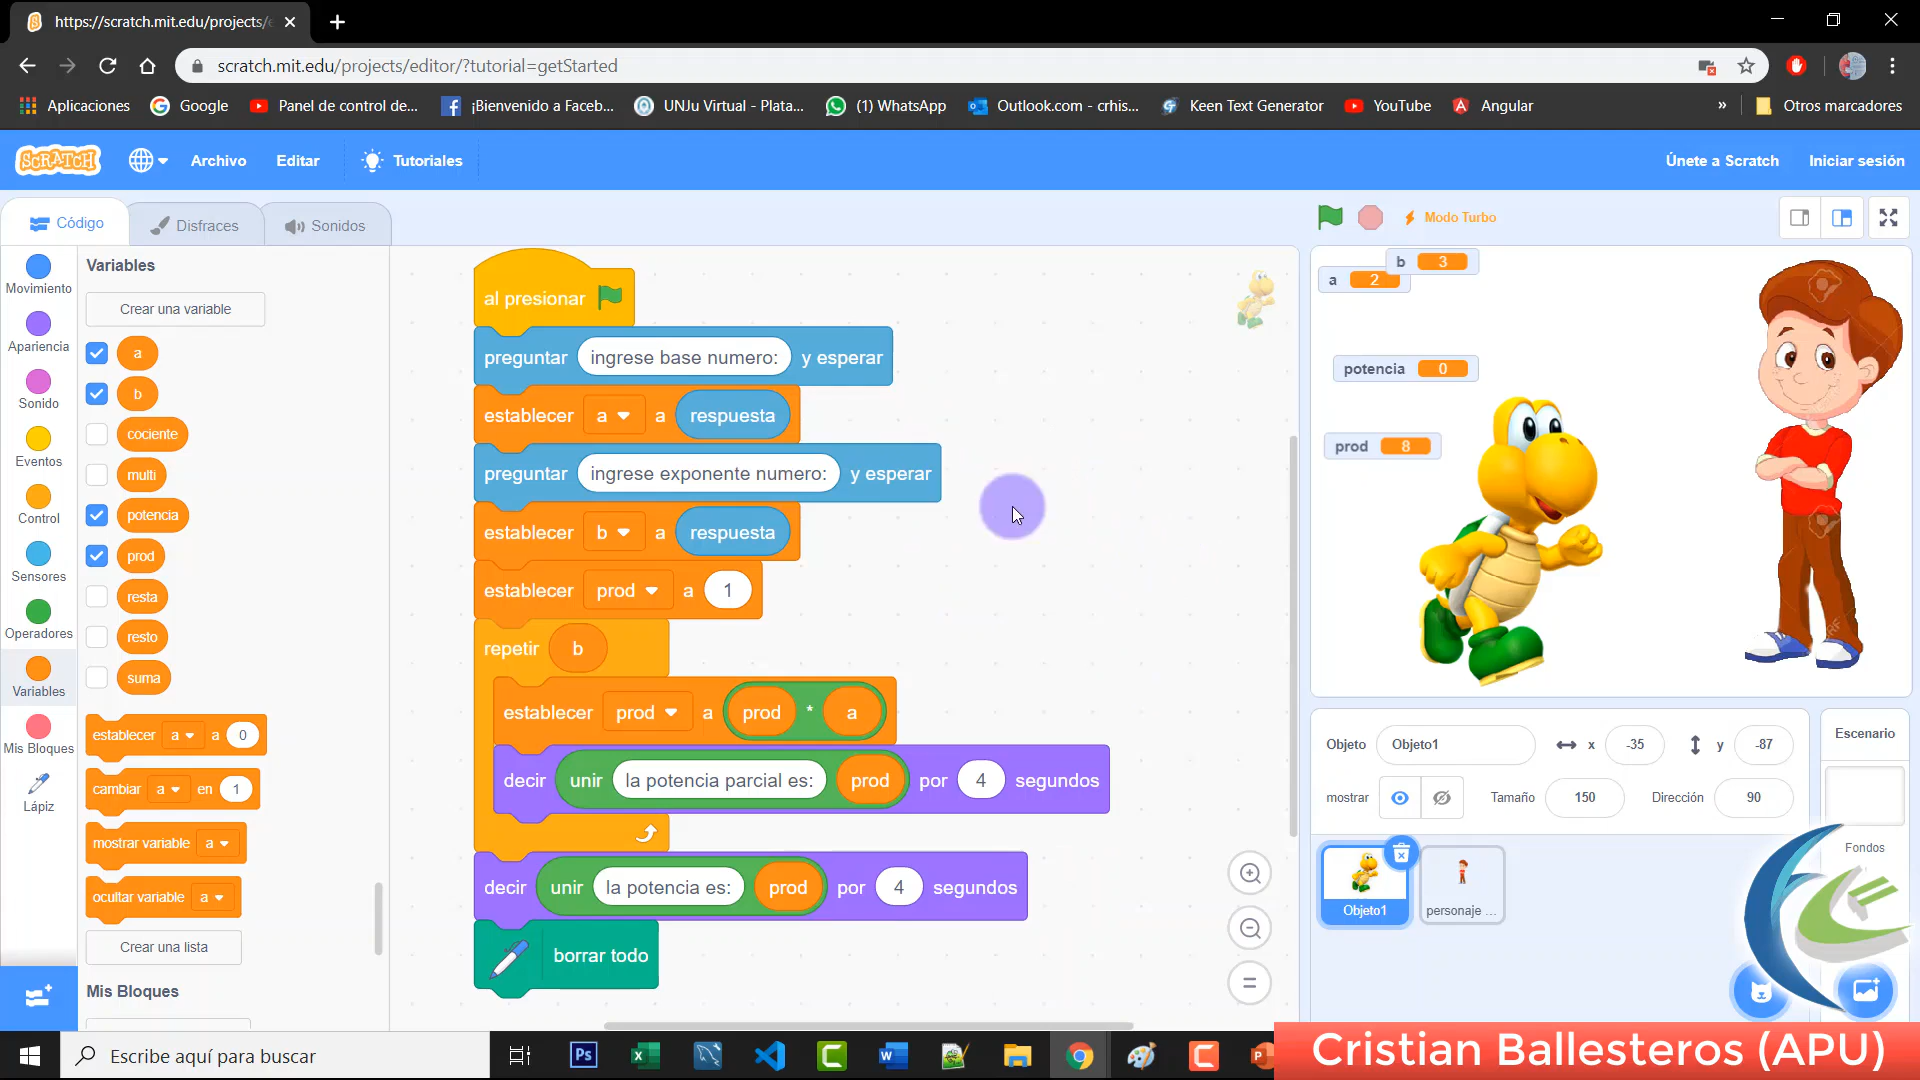 https://scratch.mit.edu/projects/e
scratch.mit.edu/projects/editor/?tutorial=getStarted
Aplicaciones
Google
Panel de control de...
¡Bienvenido a Faceb...
UNJu Virtual - Plata...
(1) WhatsApp
Outlook.com - crhis...
Keen Text Generator
YouTube
Angular
»
Otros marcadores
SCRATCH
Archivo
Editar
Tutoriales
Únete a Scratch
Iniciar sesión
Código
Disfraces
Sonidos
Modo Turbo
Movimiento
Apariencia
Sonido
Eventos
Control
Sensores
Operadores
Variables
Mis Bloques
Lápiz
Variables
Crear una variable
a
b
cociente
multi
potencia
prod
resta
resto
suma
establecer a a 0
cambiar a en 1
mostrar variable a
ocultar variable a
Crear una lista
Mis Bloques
al presionar
preguntar ingrese base numero: y esperar
establecer a a respuesta
preguntar ingrese exponente numero: y esperar
establecer b a respuesta
establecer prod a 1
repetir b
establecer prod a prod * a
decir unir la potencia parcial es: prod por 4 segundos
decir unir la potencia es: prod por 4 segundos
borrar todo
b 3
a 2
potencia 0
prod 8
Objeto Objeto1 x -35 y -87
mostrar Tamaño 150 Dirección 90
Objeto1
personaje ...
Escenario
Fondos
Escribe aquí para buscar
Cristian Ballesteros (APU)